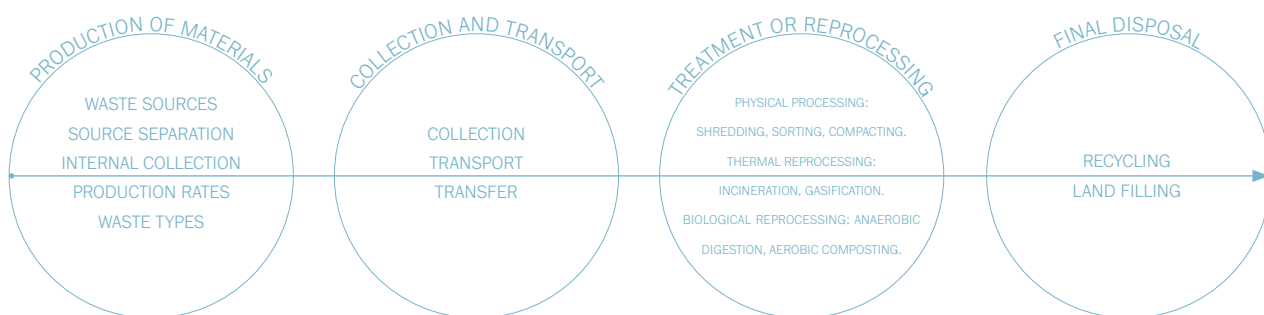 PRODUCTION OF MATERIALS
WASTE SOURCES
SOURCE SEPARATION
INTERNAL COLLECTION
PRODUCTION RATES
WASTE TYPES
COLLECTION AND TRANSPORT
COLLECTION
TRANSPORT
TRANSFER
TREATMENT OR REPROCESSING
PHYSICAL PROCESSING:
SHREDDING, SORTING, COMPACTING.
THERMAL REPROCESSING:
INCINERATION, GASIFICATION.
BIOLOGICAL REPROCESSING: ANAEROBIC
DIGESTION, AEROBIC COMPOSTING.
FINAL DISPOSAL
RECYCLING
LAND FILLING